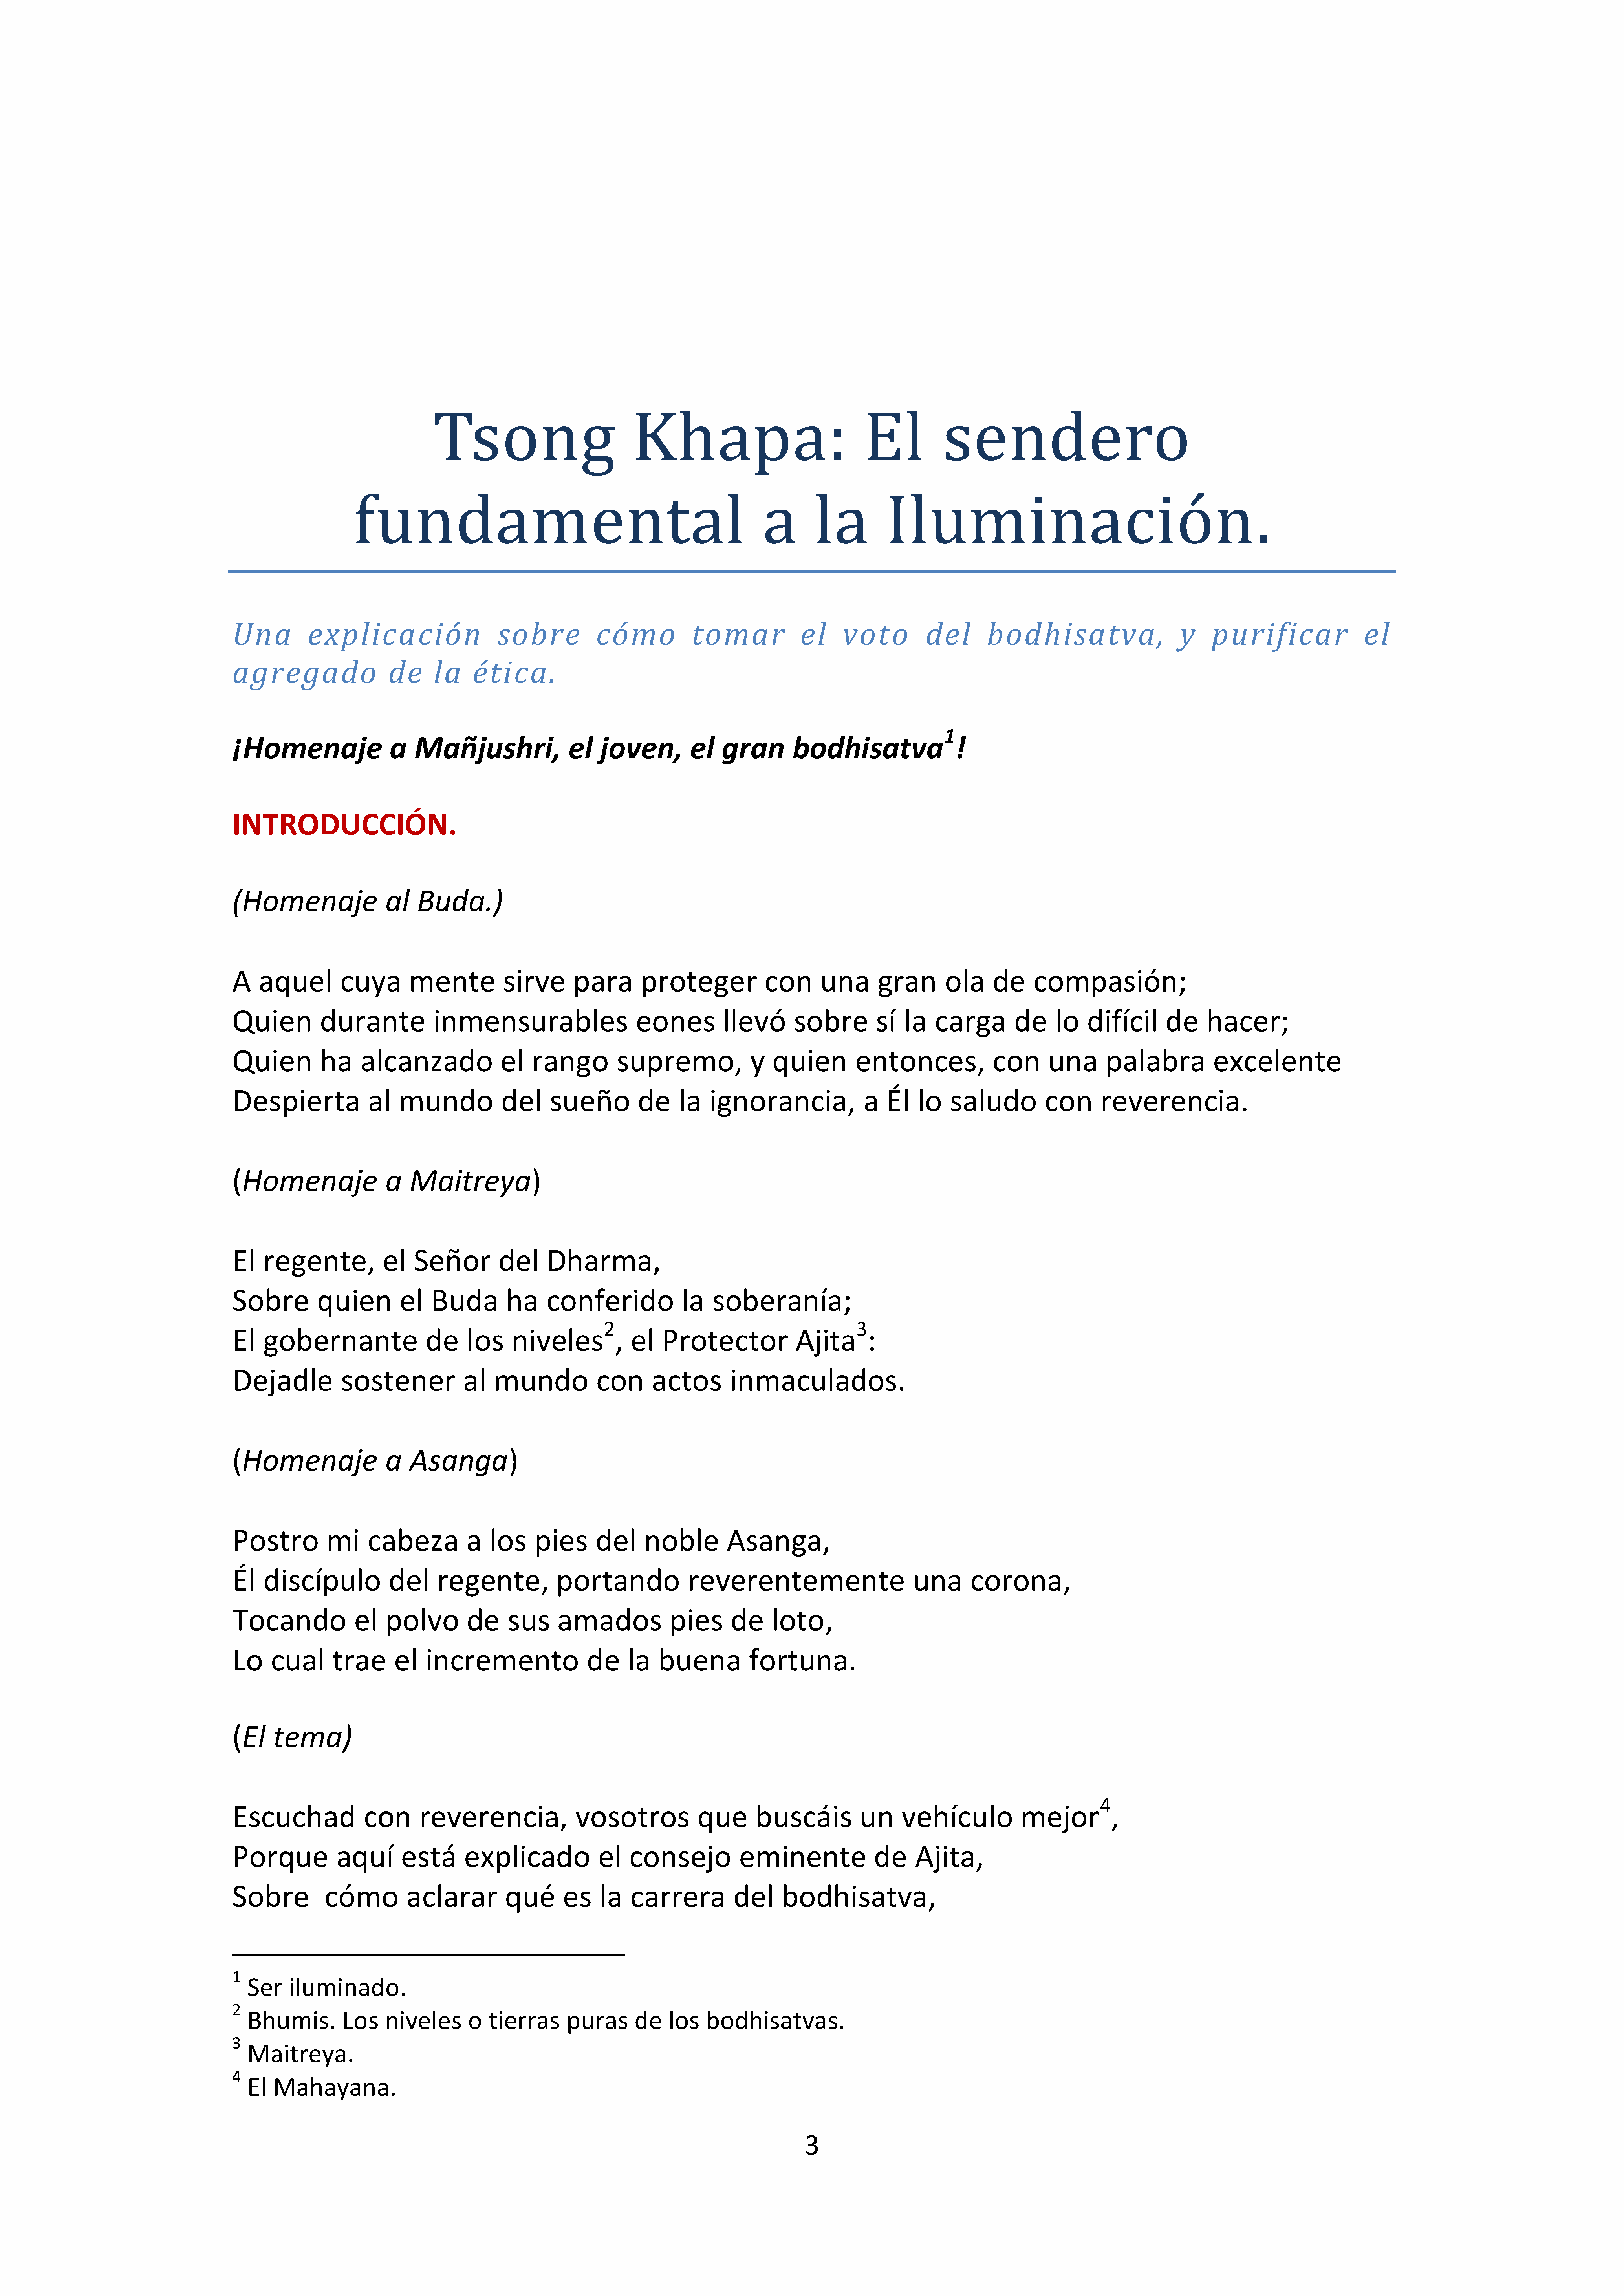 Tsong Khapa: El sendero
fundamental a la Iluminación.
Una explicación sobre cómo tomar el voto del bodhisatva, y purificar el
agregado de la ética.
¡Homenaje a Mañjushri, el joven, el gran bodhisatva¹!
INTRODUCCIÓN.
(Homenaje al Buda.)
A aquel cuya mente sirve para proteger con una gran ola de compasión;
Quien durante inmensurables eones llevó sobre sí la carga de lo difícil de hacer;
Quien ha alcanzado el rango supremo, y quien entonces, con una palabra excelente
Despierta al mundo del sueño de la ignorancia, a Él lo saludo con reverencia.
(Homenaje a Maitreya)
El regente, el Señor del Dharma,
Sobre quien el Buda ha conferido la soberanía;
El gobernante de los niveles², el Protector Ajita³:
Dejadle sostener al mundo con actos inmaculados.
(Homenaje a Asanga)
Postro mi cabeza a los pies del noble Asanga,
Él discípulo del regente, portando reverentemente una corona,
Tocando el polvo de sus amados pies de loto,
Lo cual trae el incremento de la buena fortuna.
(El tema)
Escuchad con reverencia, vosotros que buscáis un vehículo mejor⁴,
Porque aquí está explicado el consejo eminente de Ajita,
Sobre  cómo aclarar qué es la carrera del bodhisatva,
¹ Ser iluminado.
² Bhumis. Los niveles o tierras puras de los bodhisatvas.
³ Maitreya.
⁴ El Mahayana.
3